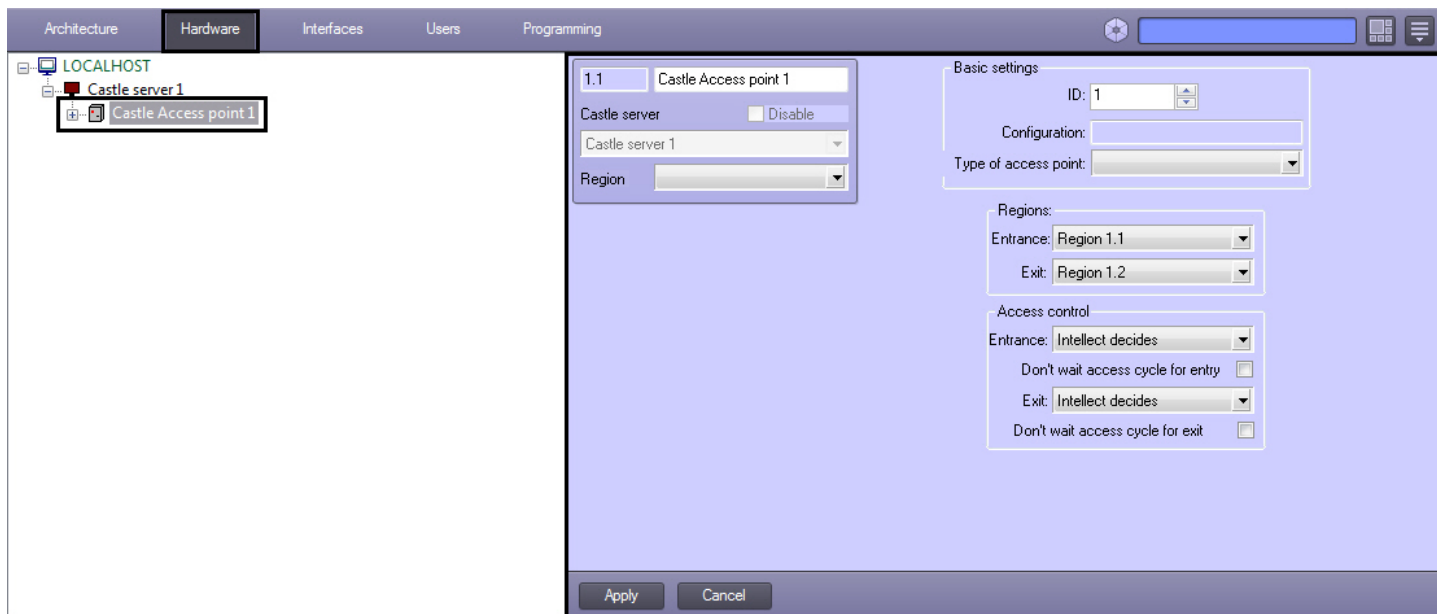 Architecture Hardware Interfaces Users Programming
LOCALHOST
Castle server 1
Castle Access point 1
1.1 Castle Access point 1
Castle server Disable
Castle server 1
Region
Basic settings
ID: 1
Configuration:
Type of access point:
Regions:
Entrance: Region 1.1
Exit: Region 1.2
Access control
Entrance: Intellect decides
Don't wait access cycle for entry
Exit: Intellect decides
Don't wait access cycle for exit
Apply Cancel